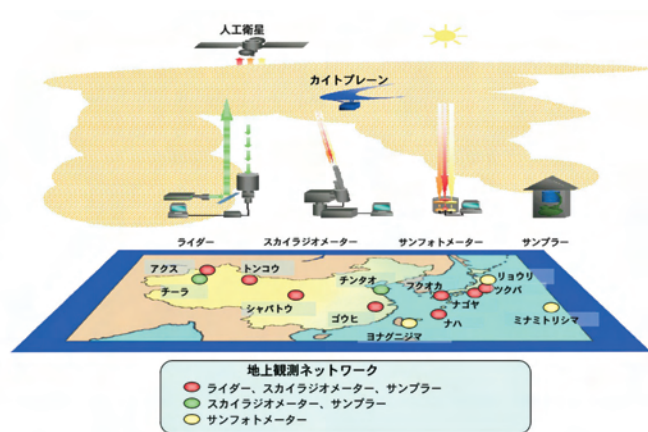 人工衛星
カイトプレーン
ライダー
スカイラジオメーター
サンフォトメーター
サンプラー
アクス
トンコウ
チンタオ
フクオカ
リョウリ
チーラ
ツクバ
シャパトウ
ナゴヤ
ゴウヒ
ナハ
ミナミトリシマ
ヨナグニジマ
地上観測ネットワーク
ライダー、スカイラジオメーター、サンプラー
スカイラジオメーター、サンプラー
サンフォトメーター